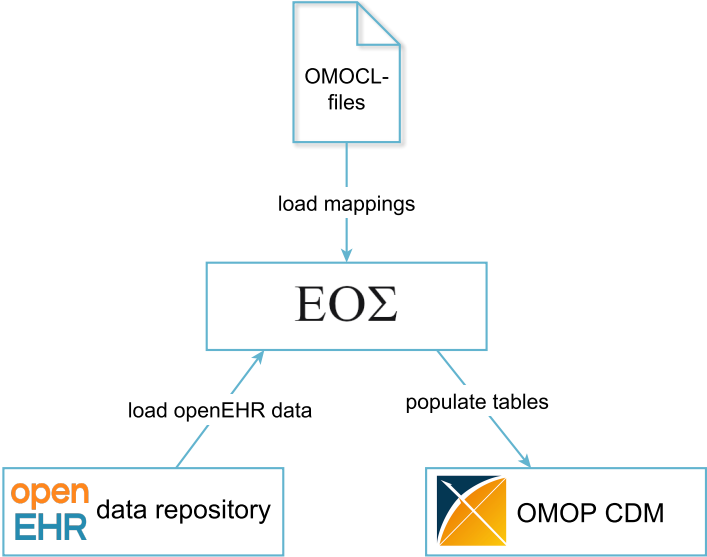 OMOCL-
files
load mappings
ΕΟΣ
load openEHR data
populate tables
open
EHR
data repository
OMOP CDM